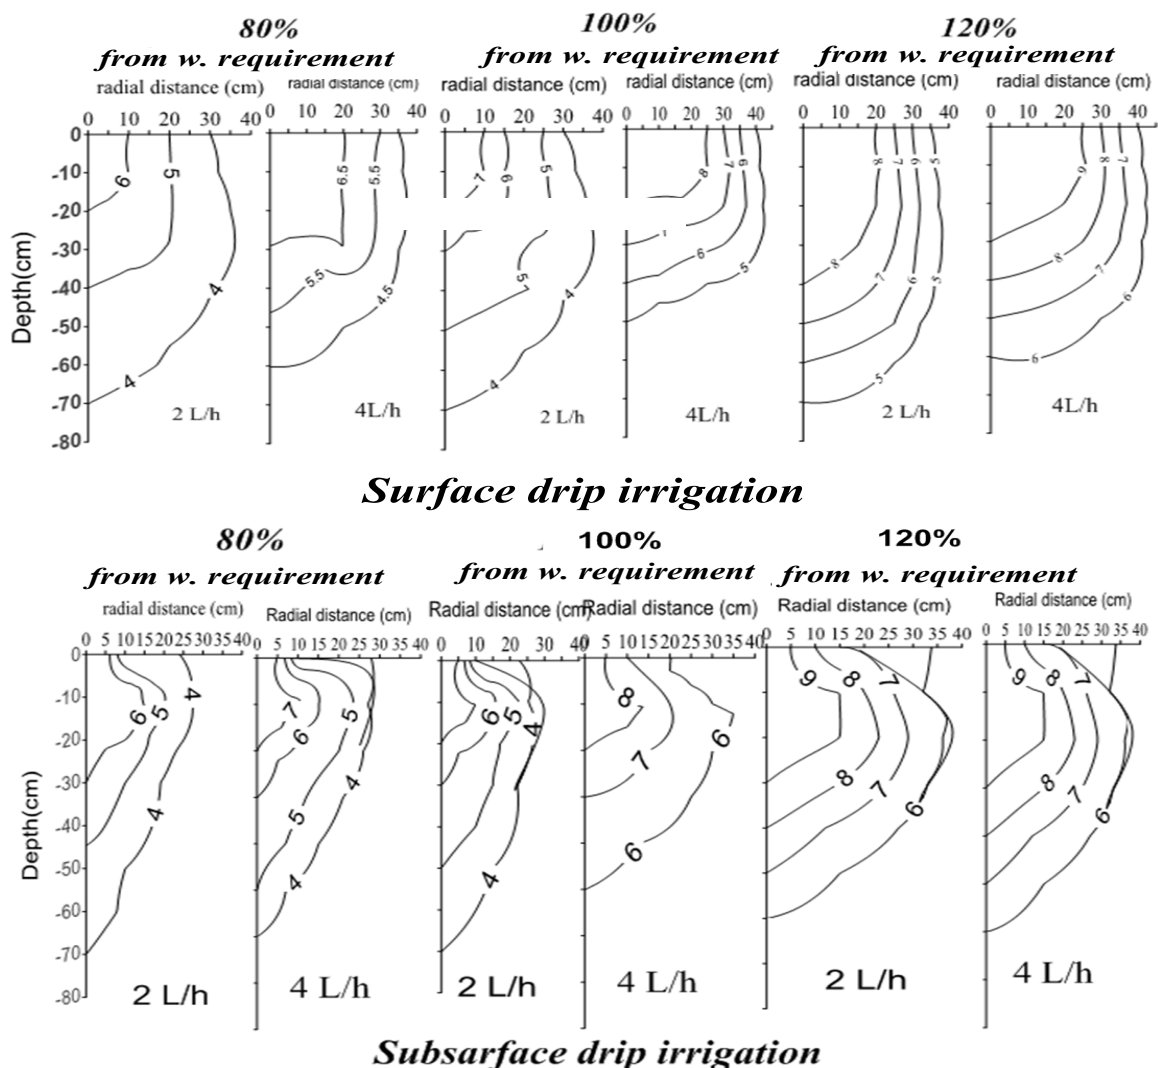 80%
from w. requirement
100%
from w. requirement
120%
from w. requirement
radial distance (cm)
radial distance (cm)
radial distance (cm)
radial distance (cm)
radial distance (cm)
radial distance (cm)
0 10 20 30 40
0 10 20 30 40
0 10 20 30 40
0 10 20 30 40
0 10 20 30 40
0 10 20 30 40
Depth(cm)
0
-10
-20
-30
-40
-50
-60
-70
-80
6 5 4 4
6.5 5.5 5.5 4.5
7 6 5 5 4 4
8 7 6 5 6 5
8 7 6 5 8 7 6 5 5
9 8 7 8 7 6 6
2 L/h
4L/h
2 L/h
4L/h
2 L/h
4L/h
Surface drip irrigation
80%
from w. requirement
100%
from w. requirement
120%
from w. requirement
radial distance (cm)
Radial distance (cm)
Radial distance (cm)
Radial distance (cm)
Radial distance (cm)
Radial distance (cm)
0 5 10 15 20 25 30 35 40
0 5 10 15 20 25 30 35 40
0 10 20 30 40
0 5 10 15 20 25 30 35 40
0 5 10 15 20 25 30 35 40
0 5 10 15 20 25 30 35 40
Depth(cm)
0
-10
-20
-30
-40
-50
-60
-70
-80
4 6 5 4
7 5 6 4 5 4
6 5 4 4
8 6 7 6
9 8 7 8 7 6
9 8 7 8 7 6
2 L/h
4 L/h
2 L/h
4 L/h
2 L/h
4 L/h
Subsarface drip irrigation